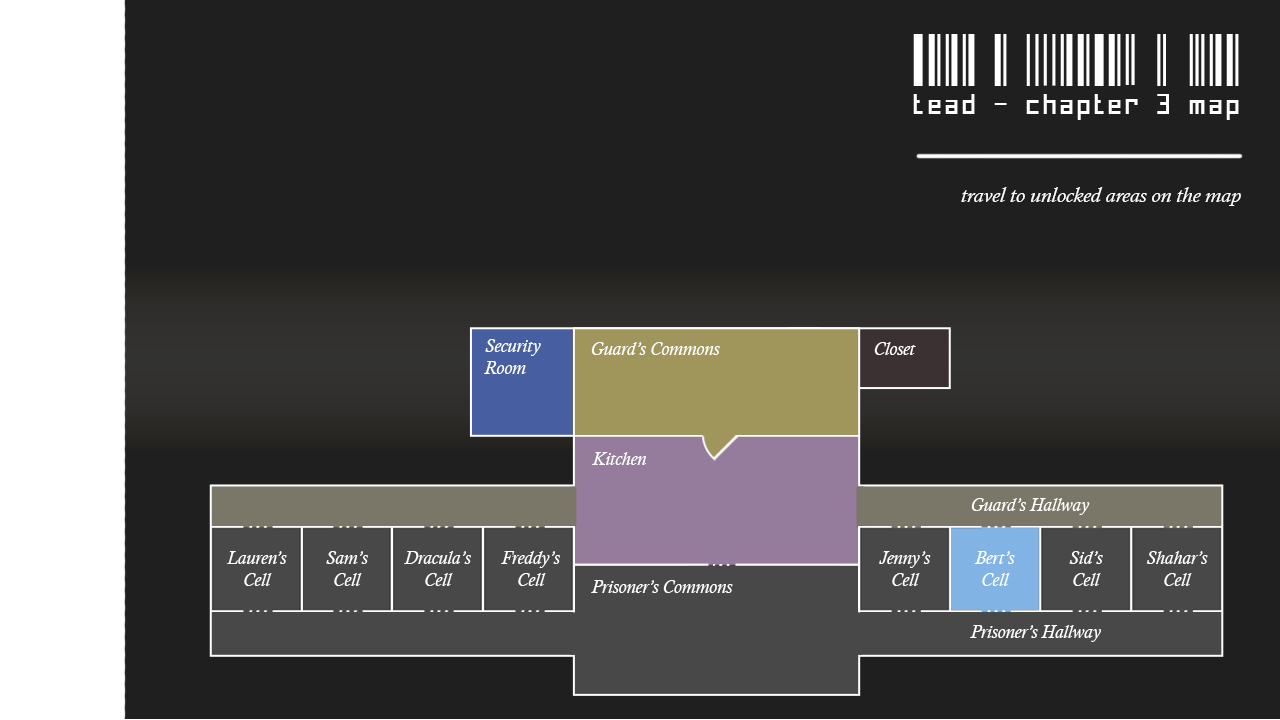 tead - chapter 3 map
travel to unlocked areas on the map
Security
Room
Guard's Commons
Closet
Kitchen
Guard's Hallway
Lauren's
Cell
Sam's
Cell
Dracula's
Cell
Freddy's
Cell
Jenny's
Cell
Bert's
Cell
Sid's
Cell
Shahar's
Cell
Prisoner's Commons
Prisoner's Hallway